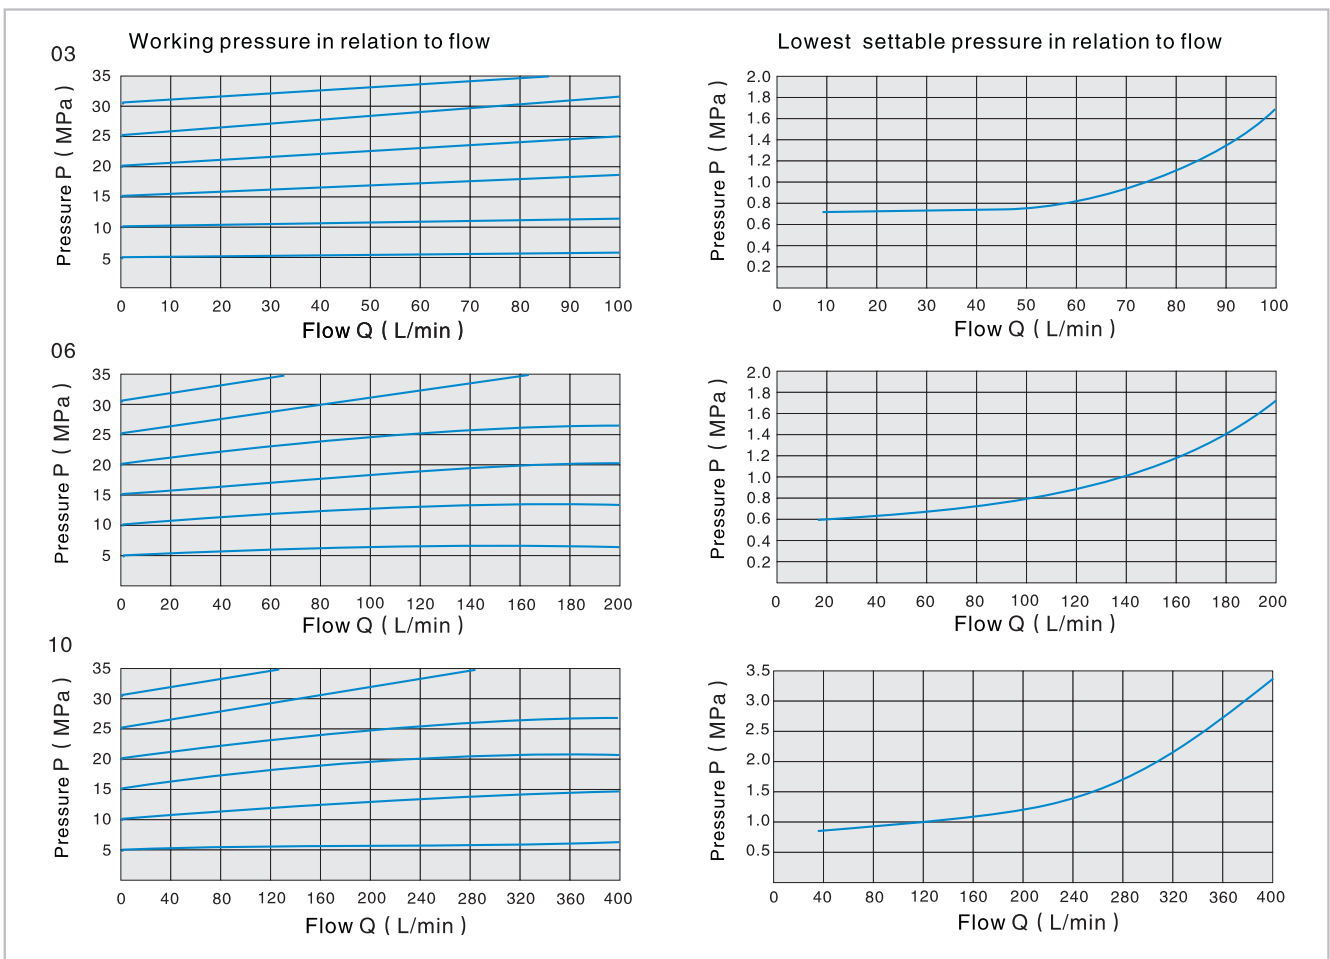 Working pressure in relation to flow
Lowest settable pressure in relation to flow
03
Pressure P ( MPa )
35
30
25
20
15
10
5
0 10 20 30 40 50 60 70 80 90 100
Flow Q ( L/min )
Pressure P ( MPa )
2.0
1.8
1.6
1.4
1.2
1.0
0.8
0.6
0.4
0.2
0 10 20 30 40 50 60 70 80 90 100
Flow Q ( L/min )
06
Pressure P ( MPa )
35
30
25
20
15
10
5
0 20 40 60 80 100 120 140 160 180 200
Flow Q ( L/min )
Pressure P ( MPa )
2.0
1.8
1.6
1.4
1.2
1.0
0.8
0.6
0.4
0.2
0 20 40 60 80 100 120 140 160 180 200
Flow Q ( L/min )
10
Pressure P ( MPa )
35
30
25
20
15
10
5
0 40 80 120 160 200 240 280 320 360 400
Flow Q ( L/min )
Pressure P ( MPa )
3.5
3.0
2.5
2.0
1.5
1.0
0.5
0 40 80 120 160 200 240 280 320 360 400
Flow Q ( L/min )